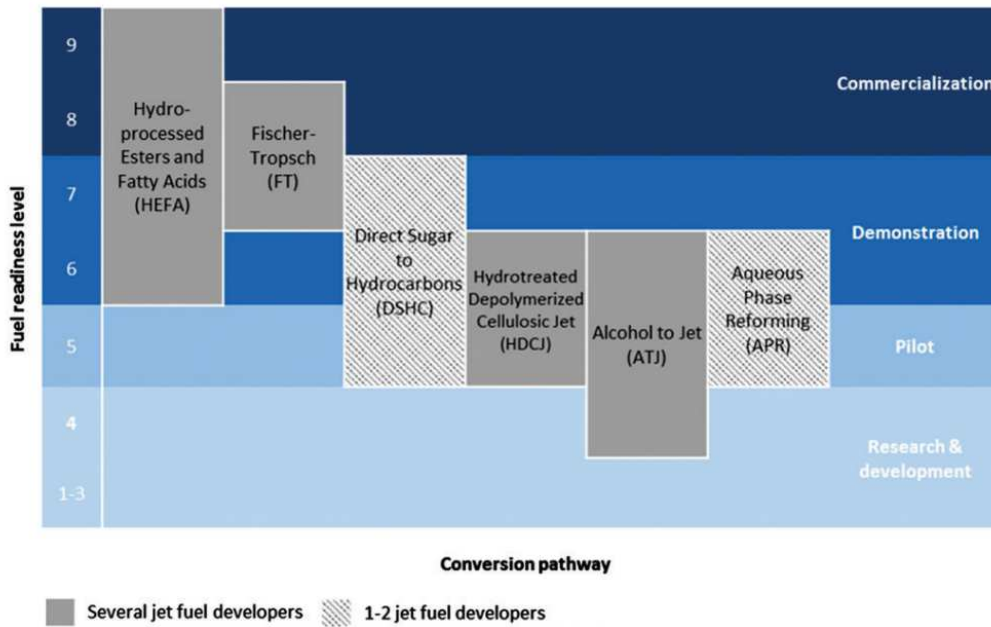 Fuel readiness level
9
8
7
6
5
4
1-3
Hydro-
processed
Esters and
Fatty Acids
(HEFA)
Fischer-
Tropsch
(FT)
Direct Sugar
to
Hydrocarbons
(DSHC)
Hydrotreated
Depolymerized
Cellulosic Jet
(HDCJ)
Alcohol to Jet
(ATJ)
Aqueous
Phase
Reforming
(APR)
Commercialization
Demonstration
Pilot
Research &
development
Conversion pathway
Several jet fuel developers
1-2 jet fuel developers